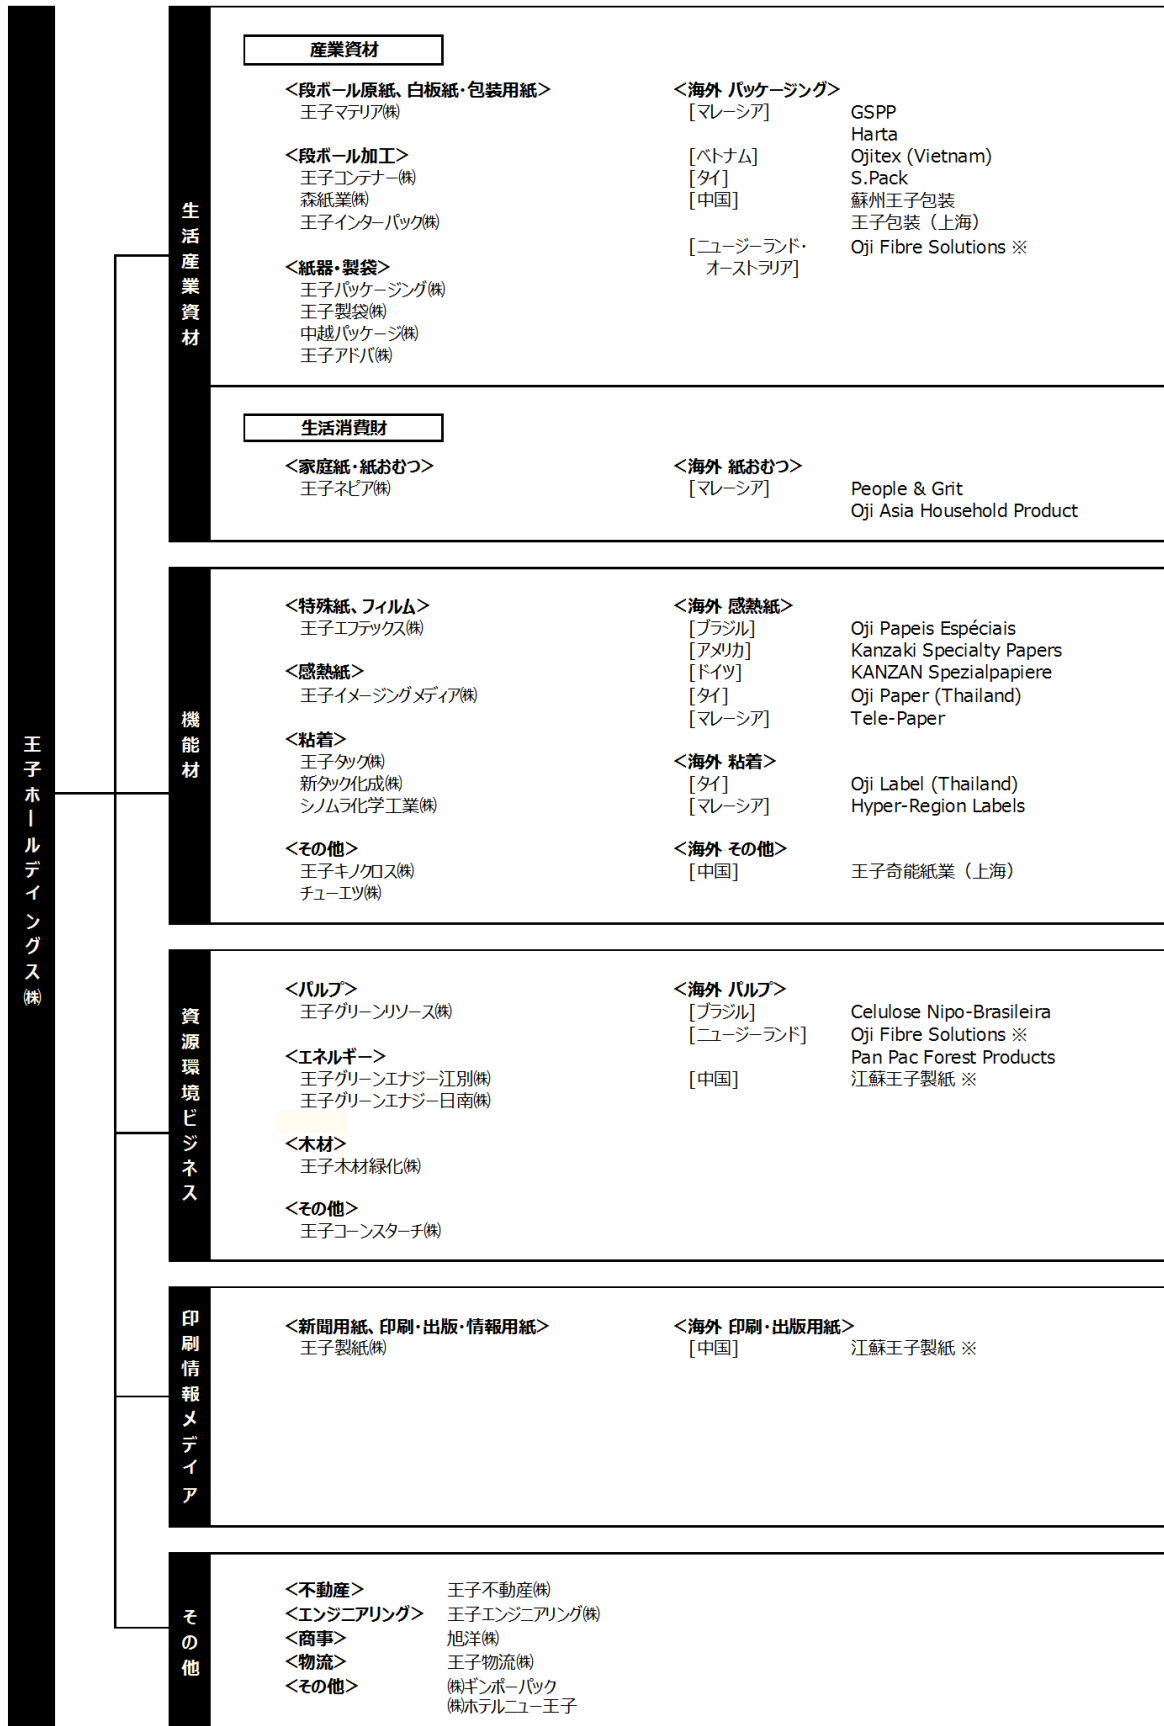 王子ホールデイングス㈱
生活産業資材
産業資材
＜段ボール原紙、白板紙・包装用紙＞
王子マテリア㈱
＜段ボール加工＞
王子コンテナー㈱
森紙業㈱
王子インターパック㈱
＜紙器・製袋＞
王子パッケージング㈱
王子製袋㈱
中越パッケージ㈱
王子アドバ㈱
＜海外 パッケージング＞
[マレーシア] GSPP
Harta
[ベトナム] Ojitex (Vietnam)
[タイ] S.Pack
[中国] 蘇州王子包装
王子包装（上海）
[ニュージーランド・ Oji Fibre Solutions ※
オーストラリア]
生活消費財
＜家庭紙・紙おむつ＞
王子ネピア㈱
＜海外 紙おむつ＞
[マレーシア] People & Grit
Oji Asia Household Product
機能材
＜特殊紙、フィルム＞
王子エフテックス㈱
＜感熱紙＞
王子イメージングメディア㈱
＜粘着＞
王子タック㈱
新タック化成㈱
シノムラ化学工業㈱
＜その他＞
王子キノクロス㈱
チューエツ㈱
＜海外 感熱紙＞
[ブラジル] Oji Papeis Espéciais
[アメリカ] Kanzaki Specialty Papers
[ドイツ] KANZAN Spezialpapiere
[タイ] Oji Paper (Thailand)
[マレーシア] Tele-Paper
＜海外 粘着＞
[タイ] Oji Label (Thailand)
[マレーシア] Hyper-Region Labels
＜海外 その他＞
[中国] 王子奇能紙業（上海）
資源環境ビジネス
＜パルプ＞
王子グリーンリソース㈱
＜エネルギー＞
王子グリーンエナジー江別㈱
王子グリーンエナジー日南㈱
＜木材＞
王子木材緑化㈱
＜その他＞
王子コーンスターチ㈱
＜海外 パルプ＞
[ブラジル] Celulose Nipo-Brasileira
[ニュージーランド] Oji Fibre Solutions ※
Pan Pac Forest Products
[中国] 江蘇王子製紙 ※
印刷情報メデイア
＜新聞用紙、印刷・出版・情報用紙＞
王子製紙㈱
＜海外 印刷・出版用紙＞
[中国] 江蘇王子製紙 ※
その他
＜不動産＞ 王子不動産㈱
＜エンジニアリング＞ 王子エンジニアリング㈱
＜商事＞ 旭洋㈱
＜物流＞ 王子物流㈱
＜その他＞ ㈱ギンポーパック
㈱ホテルニュー王子